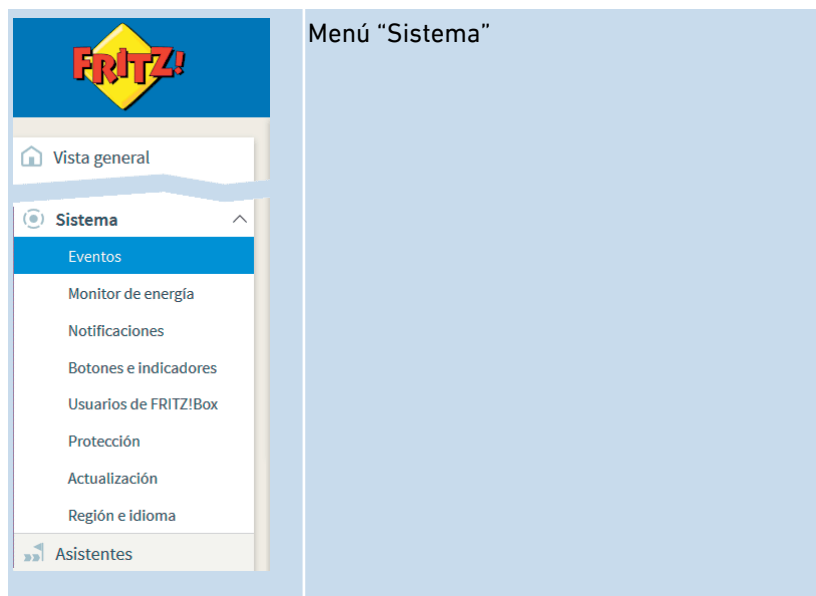 FRITZ!
Menú “Sistema”
Vista general
Sistema
Eventos
Monitor de energía
Notificaciones
Botones e indicadores
Usuarios de FRITZ!Box
Protección
Actualización
Región e idioma
Asistentes